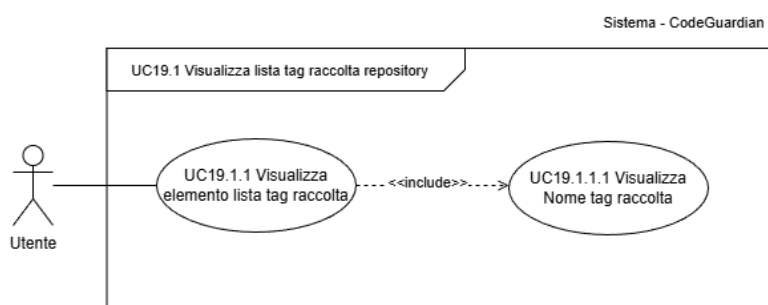 Sistema - CodeGuardian
UC19.1 Visualizza lista tag raccolta repository
UC19.1.1 Visualizza
elemento lista tag raccolta
<<include>>
UC19.1.1.1 Visualizza
Nome tag raccolta
Utente